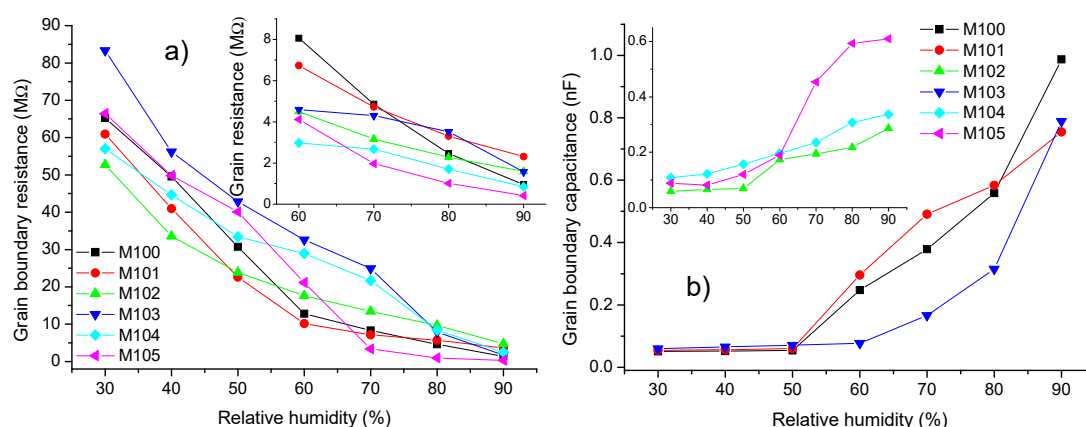 a)
Grain boundary resistance (MΩ)
90
80
70
60
50
40
30
20
10
0
30 40 50 60 70 80 90
Relative humidity (%)
M100
M101
M102
M103
M104
M105
Grain resistance (MΩ)
8
6
4
2
0
60 70 80 90
b)
Grain boundary capacitance (nF)
1.0
0.8
0.6
0.4
0.2
0.0
30 40 50 60 70 80 90
Relative humidity (%)
0.6
0.4
0.2
0.0
30 40 50 60 70 80 90
M100
M101
M102
M103
M104
M105